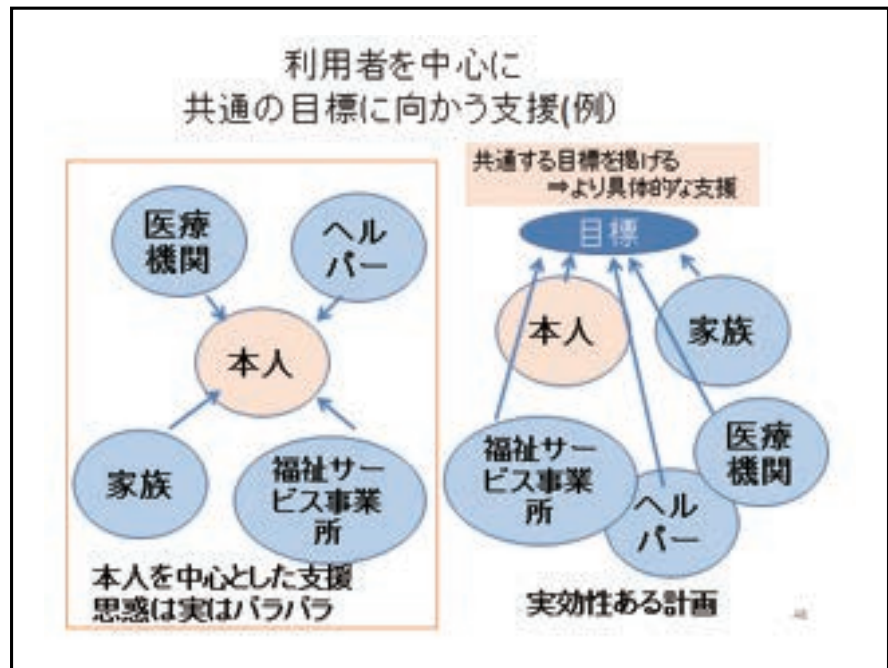 利用者を中心に
共通の目標に向かう支援(例)
医療
機関
ヘル
パー
本人
家族
福祉サー
ビス事業
所
本人を中心とした支援
思惑は実はバラバラ
共通する目標を掲げる
⇒より具体的な支援
目標
本人
家族
福祉サー
ビス事業
所
ヘル
パー
医療
機関
実効性ある計画